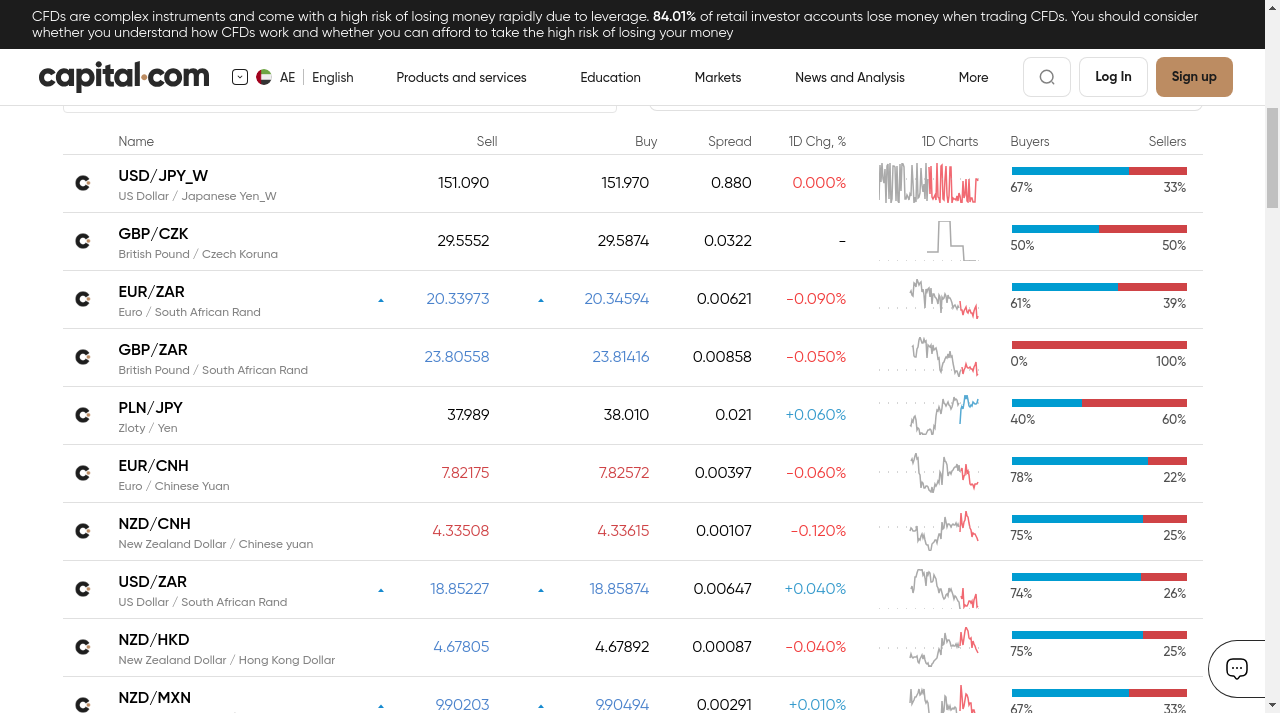 CFDs are complex instruments and come with a high risk of losing money rapidly due to leverage. 84.01% of retail investor accounts lose money when trading CFDs. You should consider
whether you understand how CFDs work and whether you can afford to take the high risk of losing your money
capital.com AE English Products and services Education Markets News and Analysis More Log In Sign up
Name Sell Buy Spread 1D Chg, % 1D Charts Buyers Sellers
USD/JPY_W 151.090 151.970 0.880 0.000% 67% 33%
US Dollar / Japanese Yen_W
GBP/CZK 29.5552 29.5874 0.0322 - 50% 50%
British Pound / Czech Koruna
EUR/ZAR 20.33973 20.34594 0.00621 -0.090% 61% 39%
Euro / South African Rand
GBP/ZAR 23.80558 23.81416 0.00858 -0.050% 0% 100%
British Pound / South African Rand
PLN/JPY 37.989 38.010 0.021 +0.060% 40% 60%
Zloty / Yen
EUR/CNH 7.82175 7.82572 0.00397 -0.060% 78% 22%
Euro / Chinese Yuan
NZD/CNH 4.33508 4.33615 0.00107 -0.120% 75% 25%
New Zealand Dollar / Chinese yuan
USD/ZAR 18.85227 18.85874 0.00647 +0.040% 74% 26%
US Dollar / South African Rand
NZD/HKD 4.67805 4.67892 0.00087 -0.040% 75% 25%
New Zealand Dollar / Hong Kong Dollar
NZD/MXN 9.90203 9.90494 0.00291 +0.010% 67% 33%